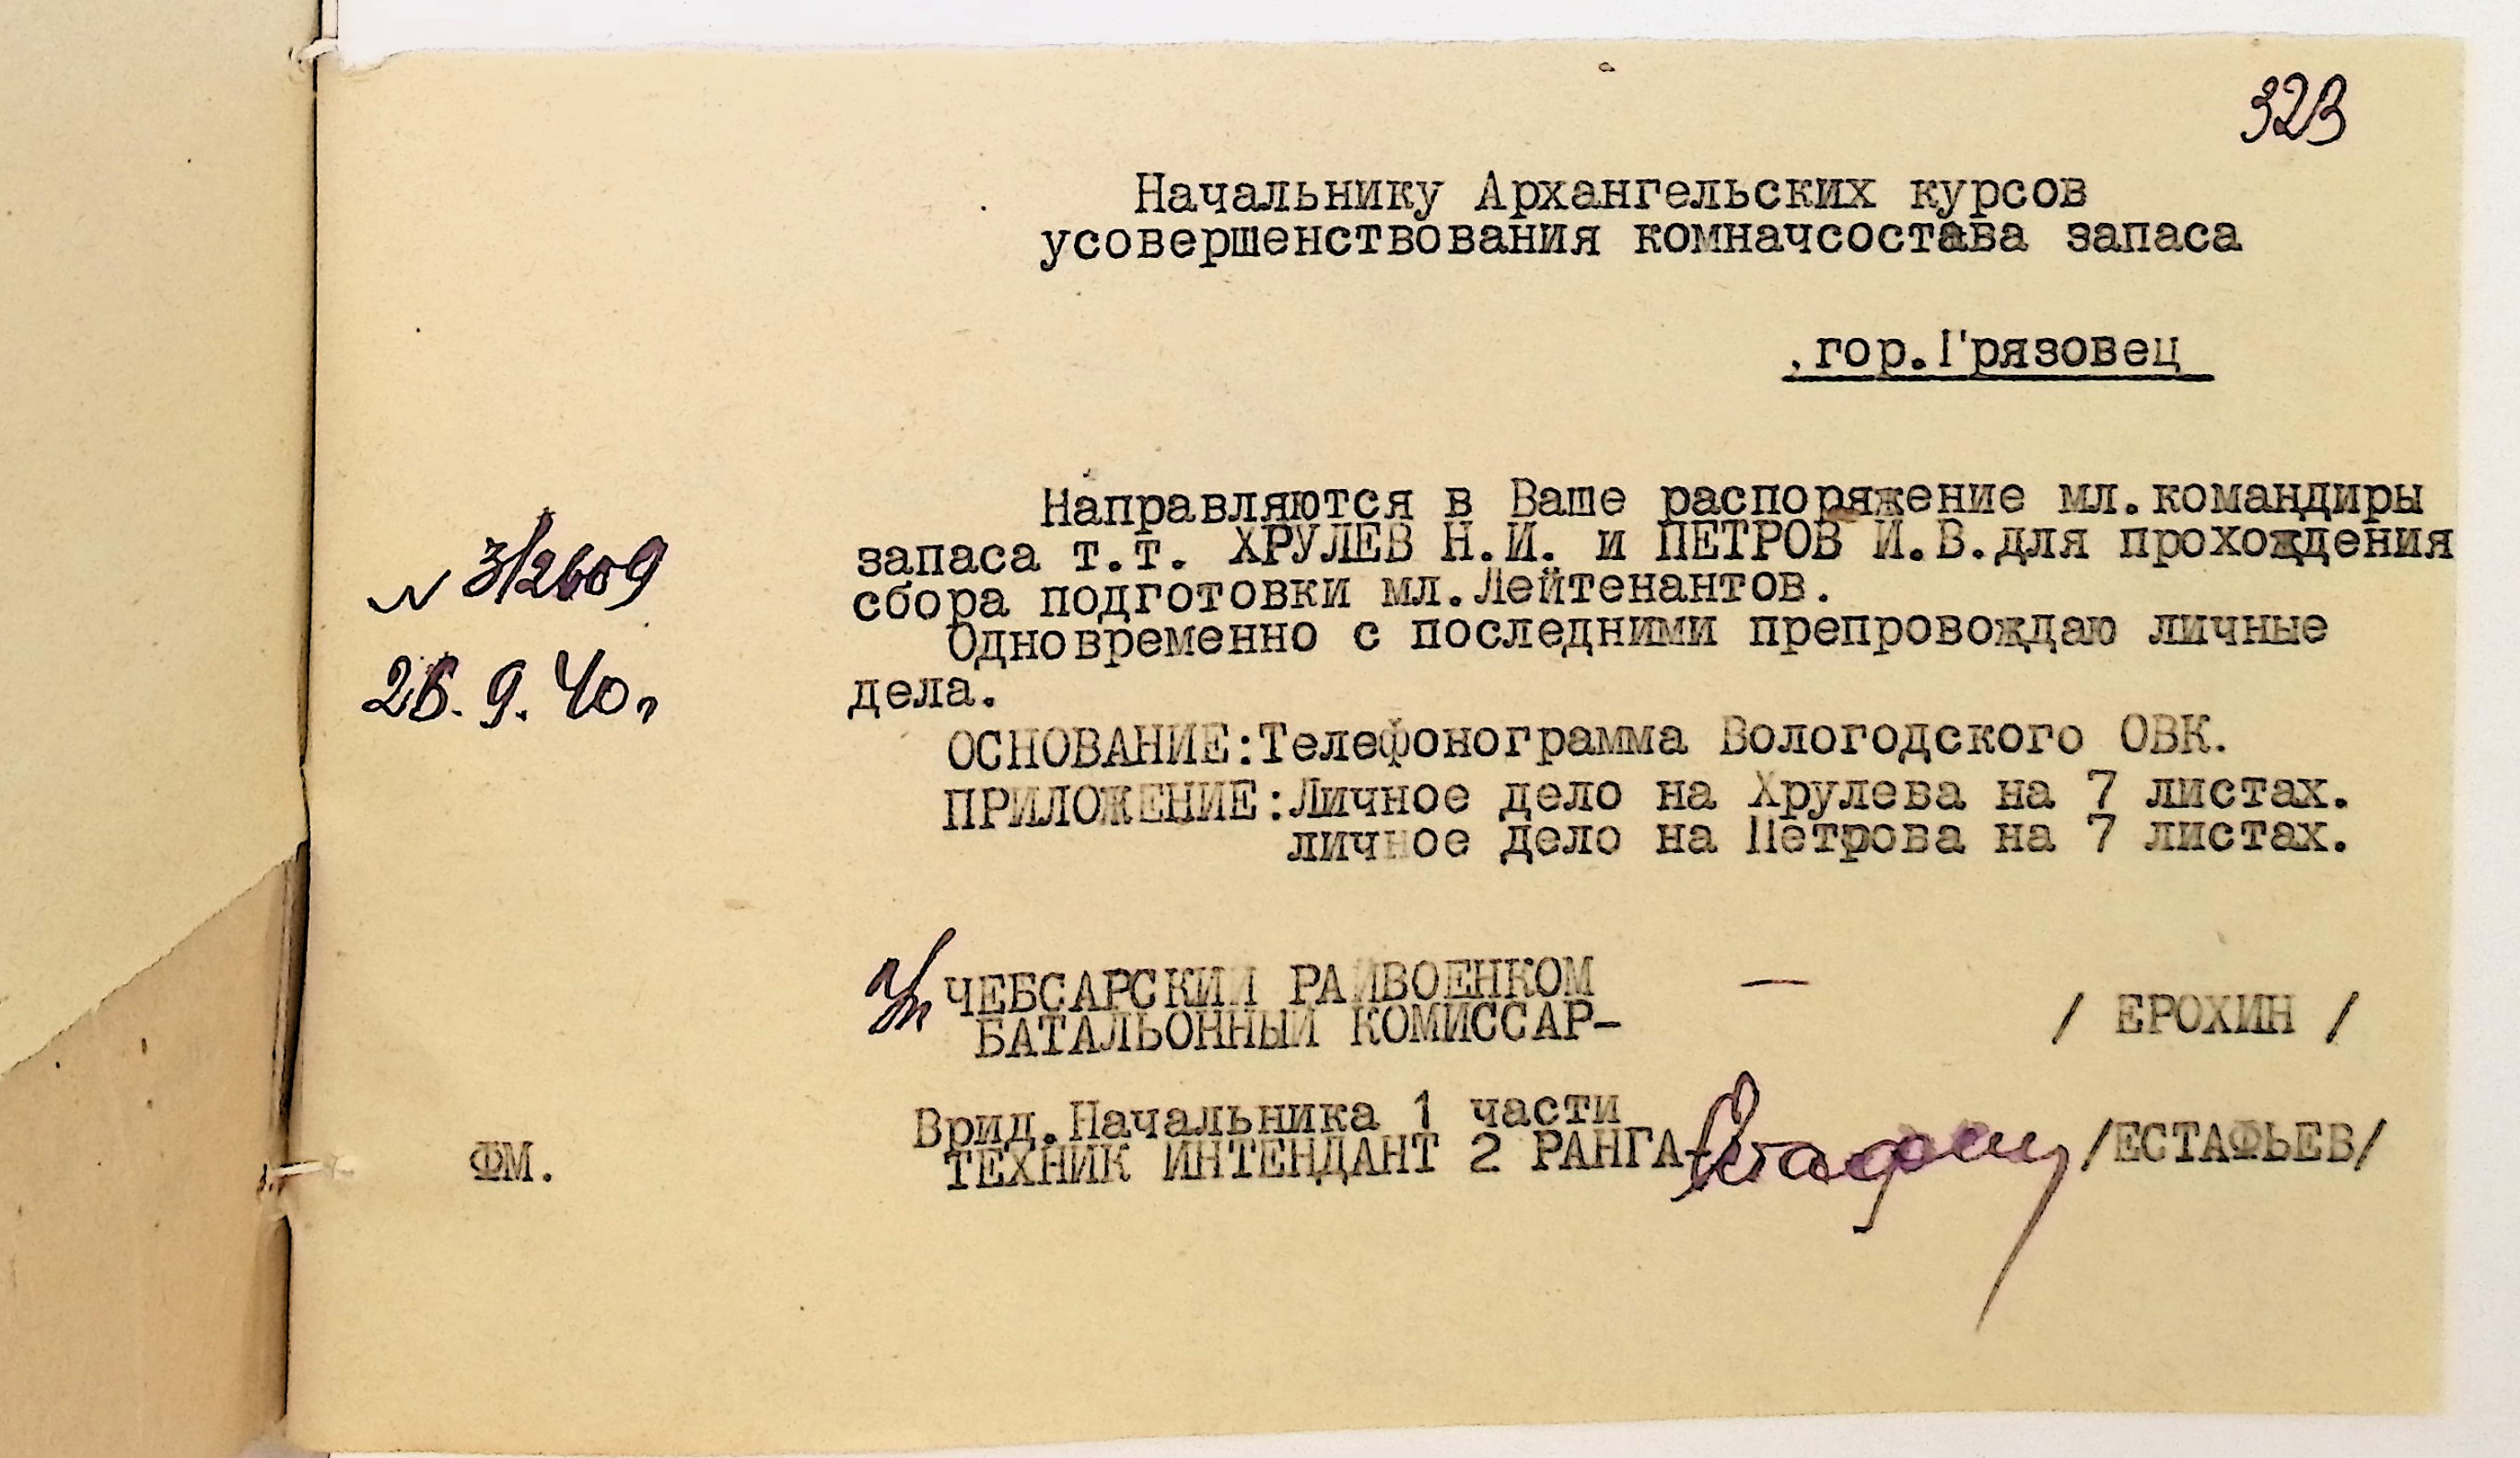 323
Начальнику Архангельских курсов
усовершенствования комначсостава запаса
гор.Грязовец
Направляются в Ваше распоряжение мл.командиры
запаса т.т. ХРУЛЕВ Н.И. и ПЕТРОВ И.В.для прохождения
сбора подготовки мл.Лейтенантов.
Одновременно с последними препровождаю личные
дела.
N 3/2609
26. 9. 40г
ОСНОВАНИЕ:Телефонограмма Вологодского ОВК.
ПРИЛОЖЕНИЕ:Личное дело на Хрулева на 7 листах.
личное дело на Петрова на 7 листах.
ЧЕБСАРСКИЙ РАЙВОЕНКОМ
БАТАЛЬОННЫЙ КОМИССАР-
/ ЕРОХИН /
Врид.Начальника 1 части
ТЕХНИК ИНТЕНДАНТ 2 РАНГА- /ЕСТАФЬЕВ/
ФМ.